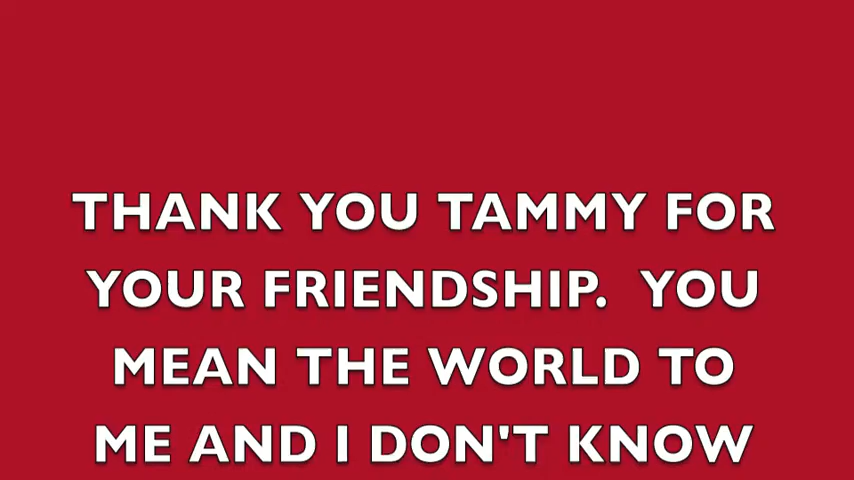 THANK YOU TAMMY FOR
YOUR FRIENDSHIP.  YOU
MEAN THE WORLD TO
ME AND I DON'T KNOW